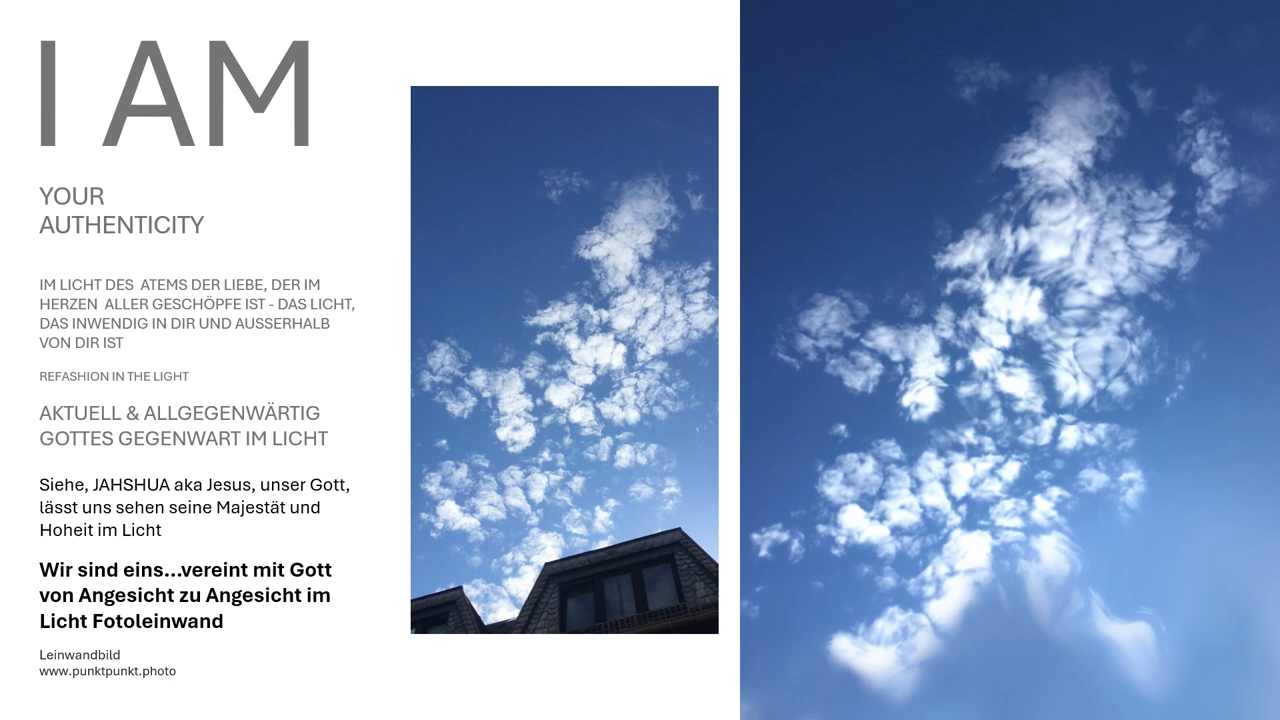 I AM
YOUR
AUTHENTICITY
IM LICHT DES  ATEMS DER LIEBE, DER IM
HERZEN  ALLER GESCHÖPFE IST - DAS LICHT,
DAS INWENDIG IN DIR UND AUSSERHALB
VON DIR IST
REFASHION IN THE LIGHT
AKTUELL & ALLGEGENWÄRTIG
GOTTES GEGENWART IM LICHT
Siehe, JAHSHUA aka Jesus, unser Gott,
lässt uns sehen seine Majestät und
Hoheit im Licht
Wir sind eins...vereint mit Gott
von Angesicht zu Angesicht im
Licht Fotoleinwand
Leinwandbild
www.punktpunkt.photo